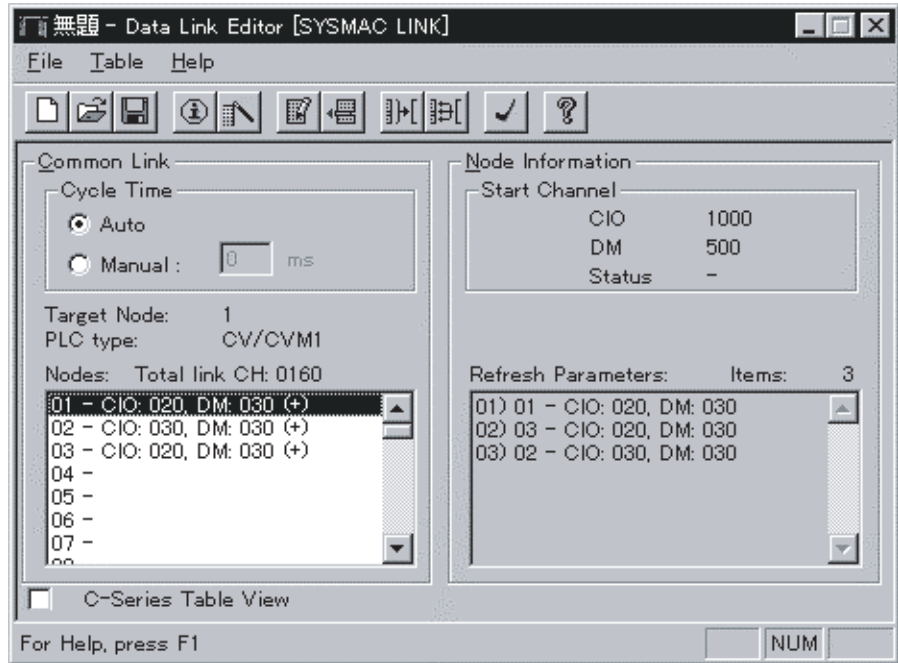 無題 - Data Link Editor [SYSMAC LINK]
File Table Help
Common Link
Cycle Time
Auto
Manual : 0 ms
Target Node: 1
PLC type: CV/CVM1
Nodes: Total link CH: 0160
01 - CIO: 020, DM: 030 (+)
02 - CIO: 030, DM: 030 (+)
03 - CIO: 020, DM: 030 (+)
04 -
05 -
06 -
07 -
Node Information
Start Channel
CIO 1000
DM 500
Status -
Refresh Parameters: Items: 3
01) 01 - CIO: 020, DM: 030
02) 03 - CIO: 020, DM: 030
03) 02 - CIO: 030, DM: 030
C-Series Table View
For Help, press F1
NUM